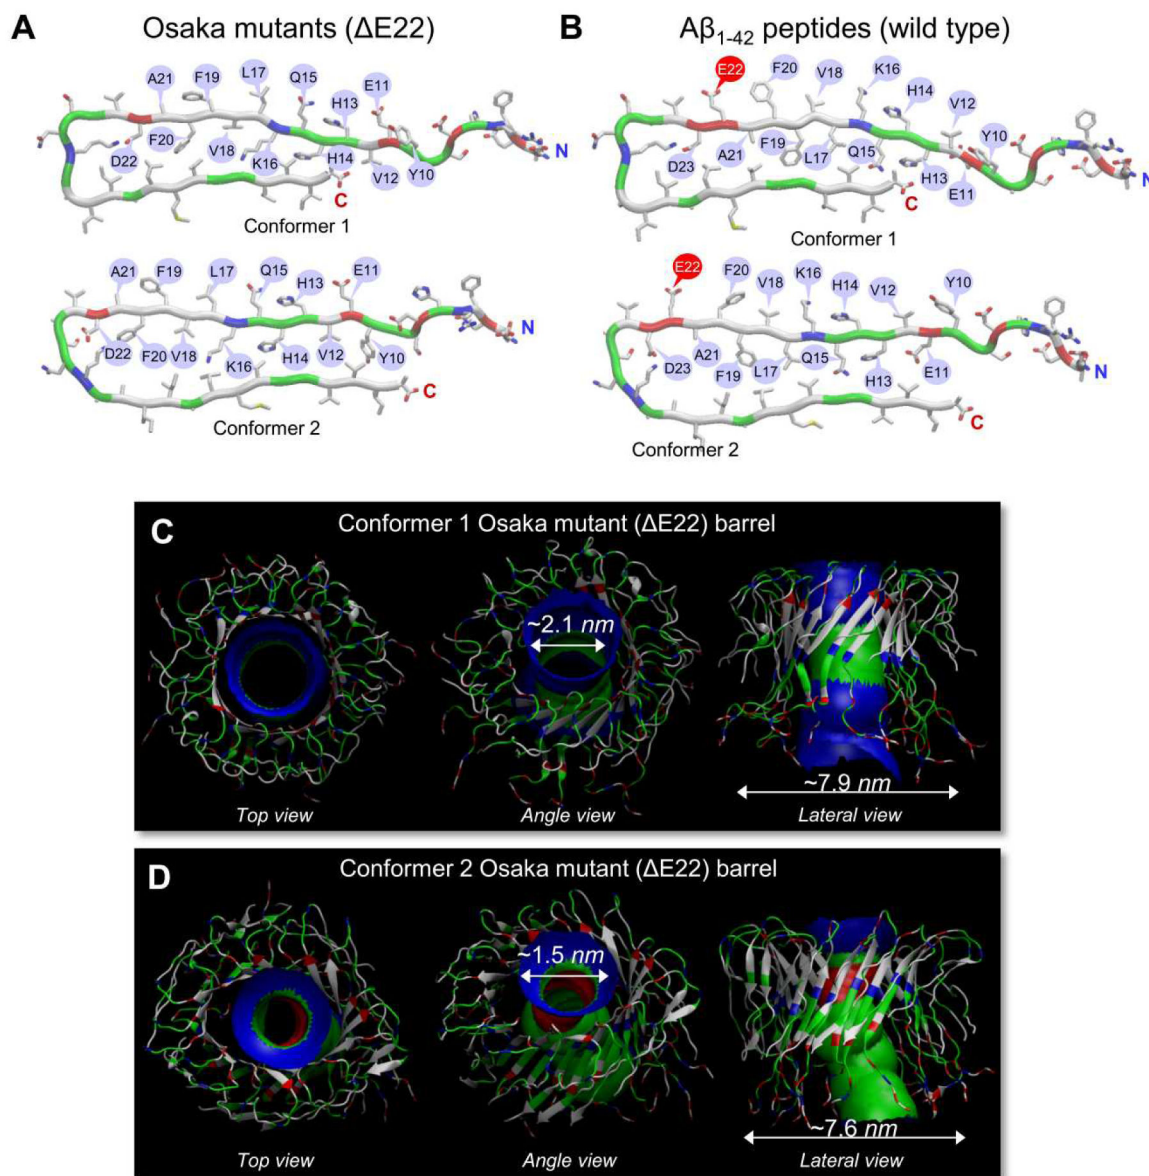 A
Osaka mutants (ΔE22)
A21
F19
L17
Q15
E11
H13
N
F20
D22
V18
K16
H14
V12
Y10
C
Conformer 1
A21
F19
L17
Q15
H13
E11
N
D22
F20
V18
K16
H14
V12
Y10
C
Conformer 2
B
Aβ1-42 peptides (wild type)
E22
F20
V18
K16
H14
V12
Y10
N
D23
A21
F19
L17
Q15
H13
E11
C
Conformer 1
E22
F20
V18
K16
H14
V12
Y10
N
D23
A21
F19
L17
Q15
H13
E11
C
Conformer 2
C
Conformer 1 Osaka mutant (ΔE22) barrel
~2.1 nm
~7.9 nm
Top view
Angle view
Lateral view
D
Conformer 2 Osaka mutant (ΔE22) barrel
~1.5 nm
~7.6 nm
Top view
Angle view
Lateral view